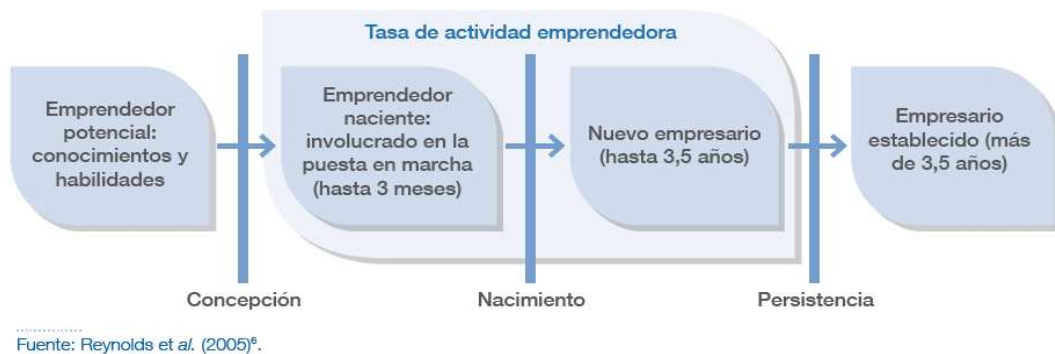 Tasa de actividad emprendedora
Emprendedor
potencial:
conocimientos y
habilidades
Emprendedor
naciente:
involucrado en la
puesta en marcha
(hasta 3 meses)
Nuevo empresario
(hasta 3,5 años)
Empresario
establecido (más
de 3,5 años)
Concepción
Nacimiento
Persistencia
Fuente: Reynolds et al. (2005)⁶.